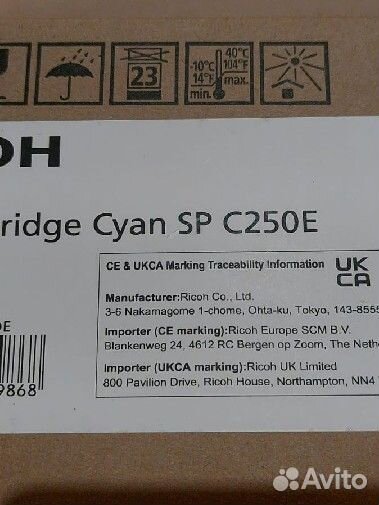 23
-10°C
14°F
min.
40°C
104°F
max.
OH
ridge Cyan SP C250E
CE & UKCA Marking Traceability Information
UK
CA
Manufacturer:Ricoh Co., Ltd.
3-6 Nakamagome 1-chome, Ohta-ku, Tokyo, 143-8555
Importer (CE marking):Ricoh Europe SCM B.V.
Blankenweg 24, 4612 RC Bergen op Zoom, The Nethe
Importer (UKCA marking):Ricoh UK Limited
800 Pavilion Drive, Ricoh House, Northampton, NN4
0E
9868
Avito